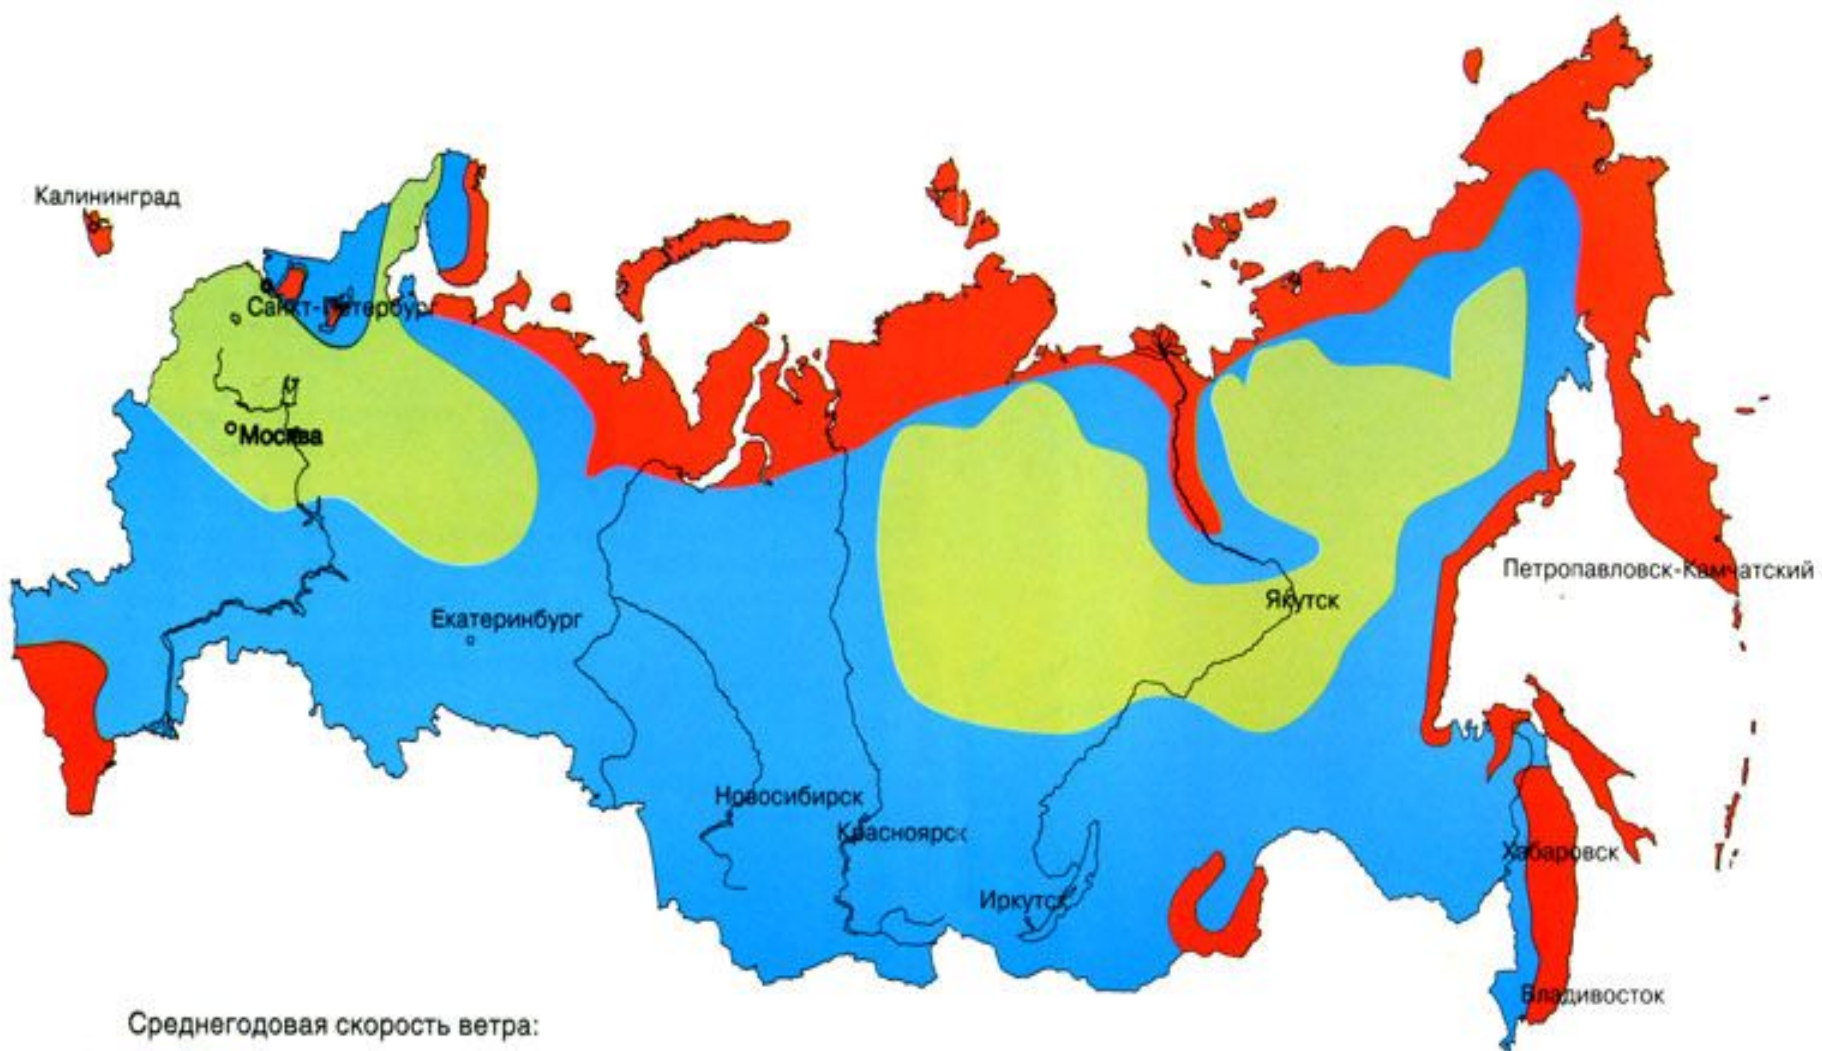 Калининград
Санкт-Петербург
Москва
Петропавловск-Камчатский
Якутск
Екатеринбург
Новосибирск
Красноярск
Хабаровск
Иркутск
Владивосток
Среднегодовая скорость ветра: